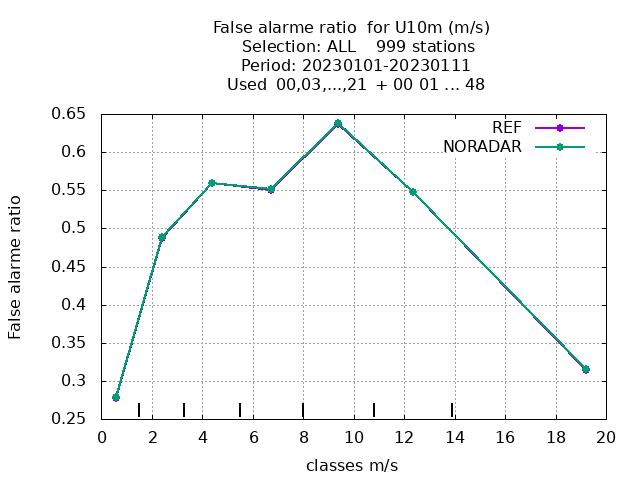 False alarme ratio  for U10m (m/s)
Selection: ALL    999 stations
Period: 20230101-20230111
Used  00,03,...,21  + 00 01 ... 48
0.65
0.6
0.55
0.5
0.45
0.4
0.35
0.3
0.25
False alarme ratio
REF
NORADAR
0 2 4 6 8 10 12 14 16 18 20
classes m/s